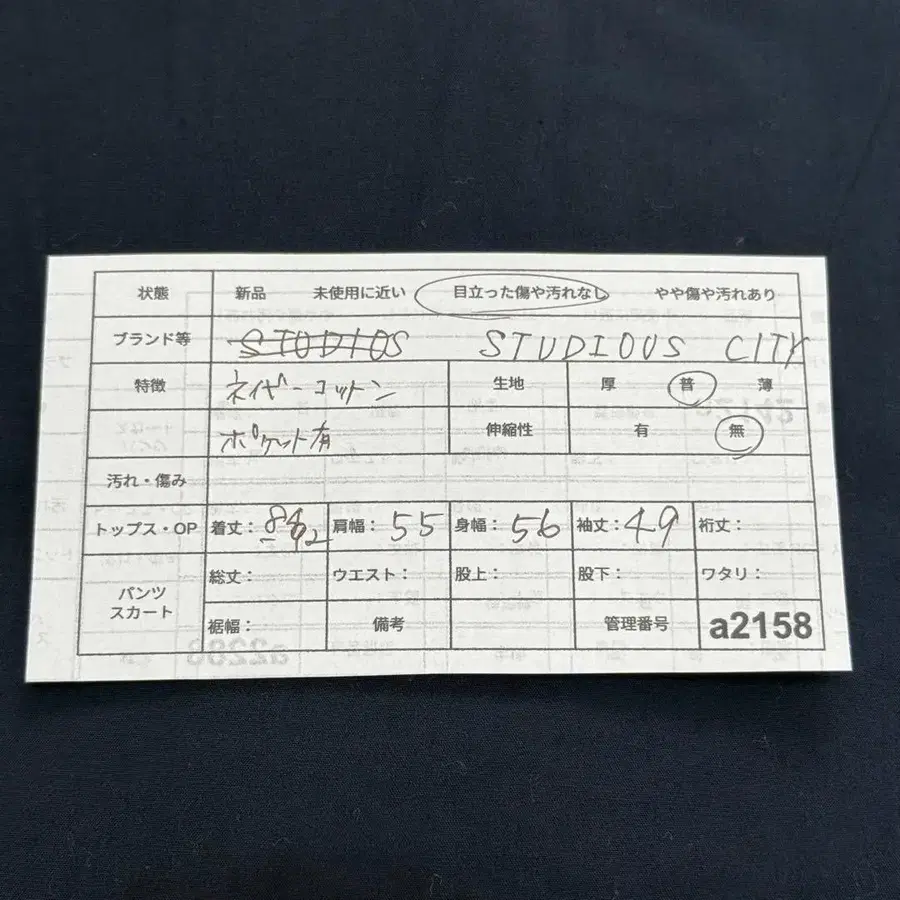 状態 新品 未使用に近い 目立った傷や汚れなし やや傷や汚れあり
ブランド等 STUDIOS STUDIOUS CITY
特徴 ネイビー コットン 生地 厚 普 薄
ポケット有 伸縮性 有 無
汚れ・傷み
トップス・OP 着丈: 肩幅: 55 身幅: 56 袖丈: 49 裄丈:
パンツ スカート 総丈: ウエスト: 股上: 股下: ワタリ:
裾幅: 備考 管理番号 a2158